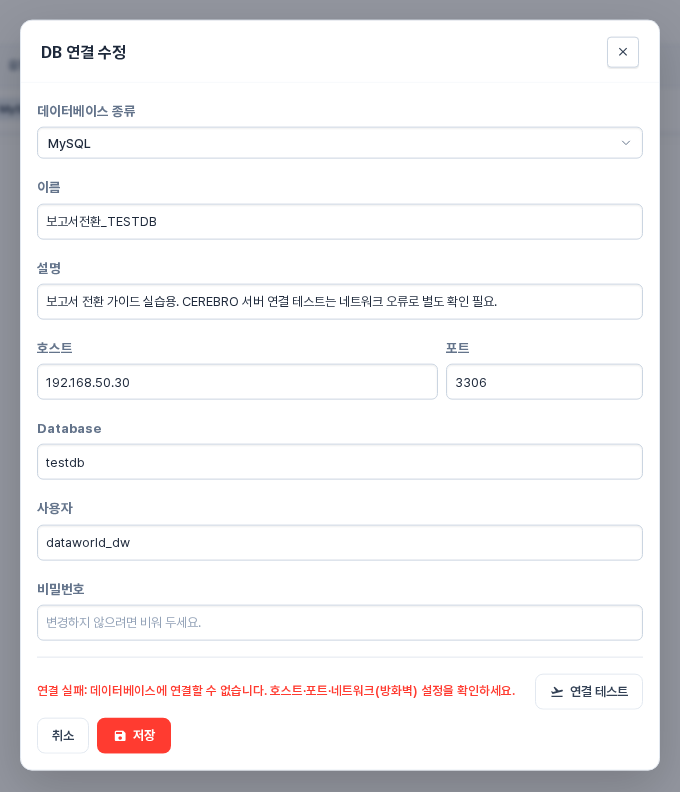 DB 연결 수정
데이터베이스 종류
MySQL
이름
보고서전환_TESTDB
설명
보고서 전환 가이드 실습용. CEREBRO 서버 연결 테스트는 네트워크 오류로 별도 확인 필요.
호스트
포트
192.168.50.30
3306
Database
testdb
사용자
dataworld_dw
비밀번호
변경하지 않으려면 비워 두세요.
연결 실패: 데이터베이스에 연결할 수 없습니다. 호스트·포트·네트워크(방화벽) 설정을 확인하세요.
연결 테스트
취소
저장